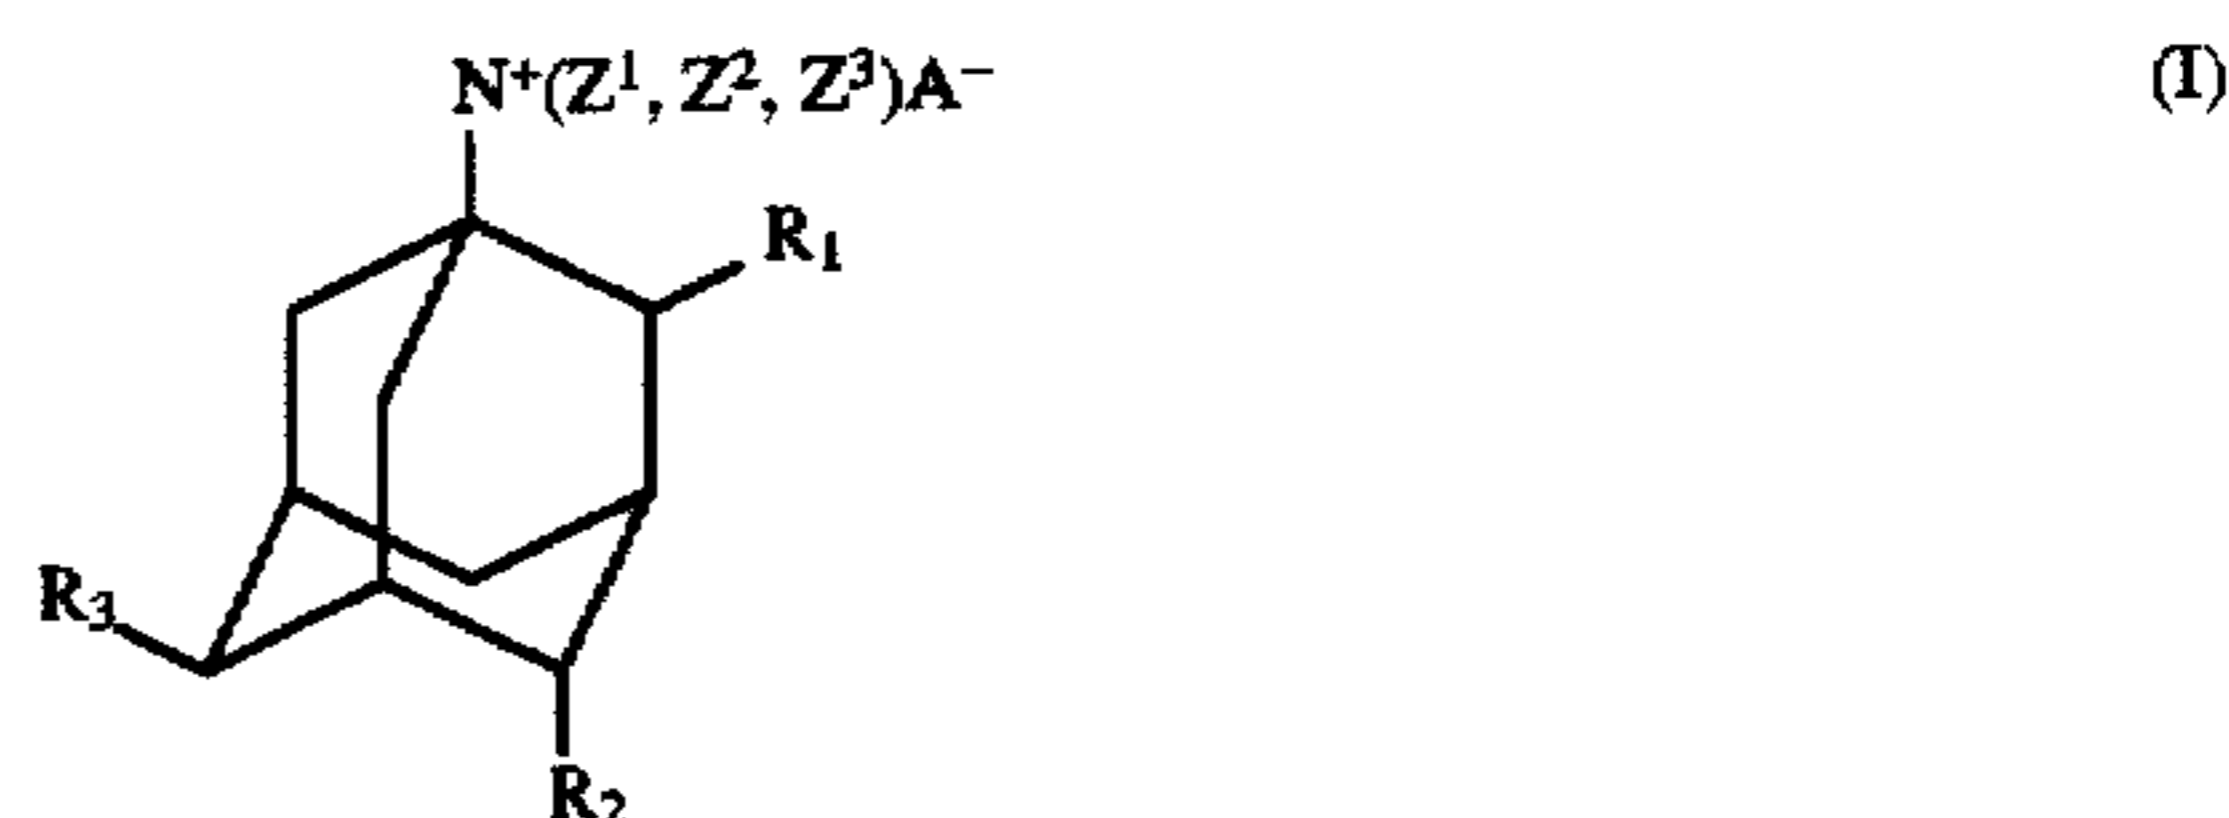 N⁺(Z¹, Z², Z³)A⁻ (I)
R₁
R₃
R₂